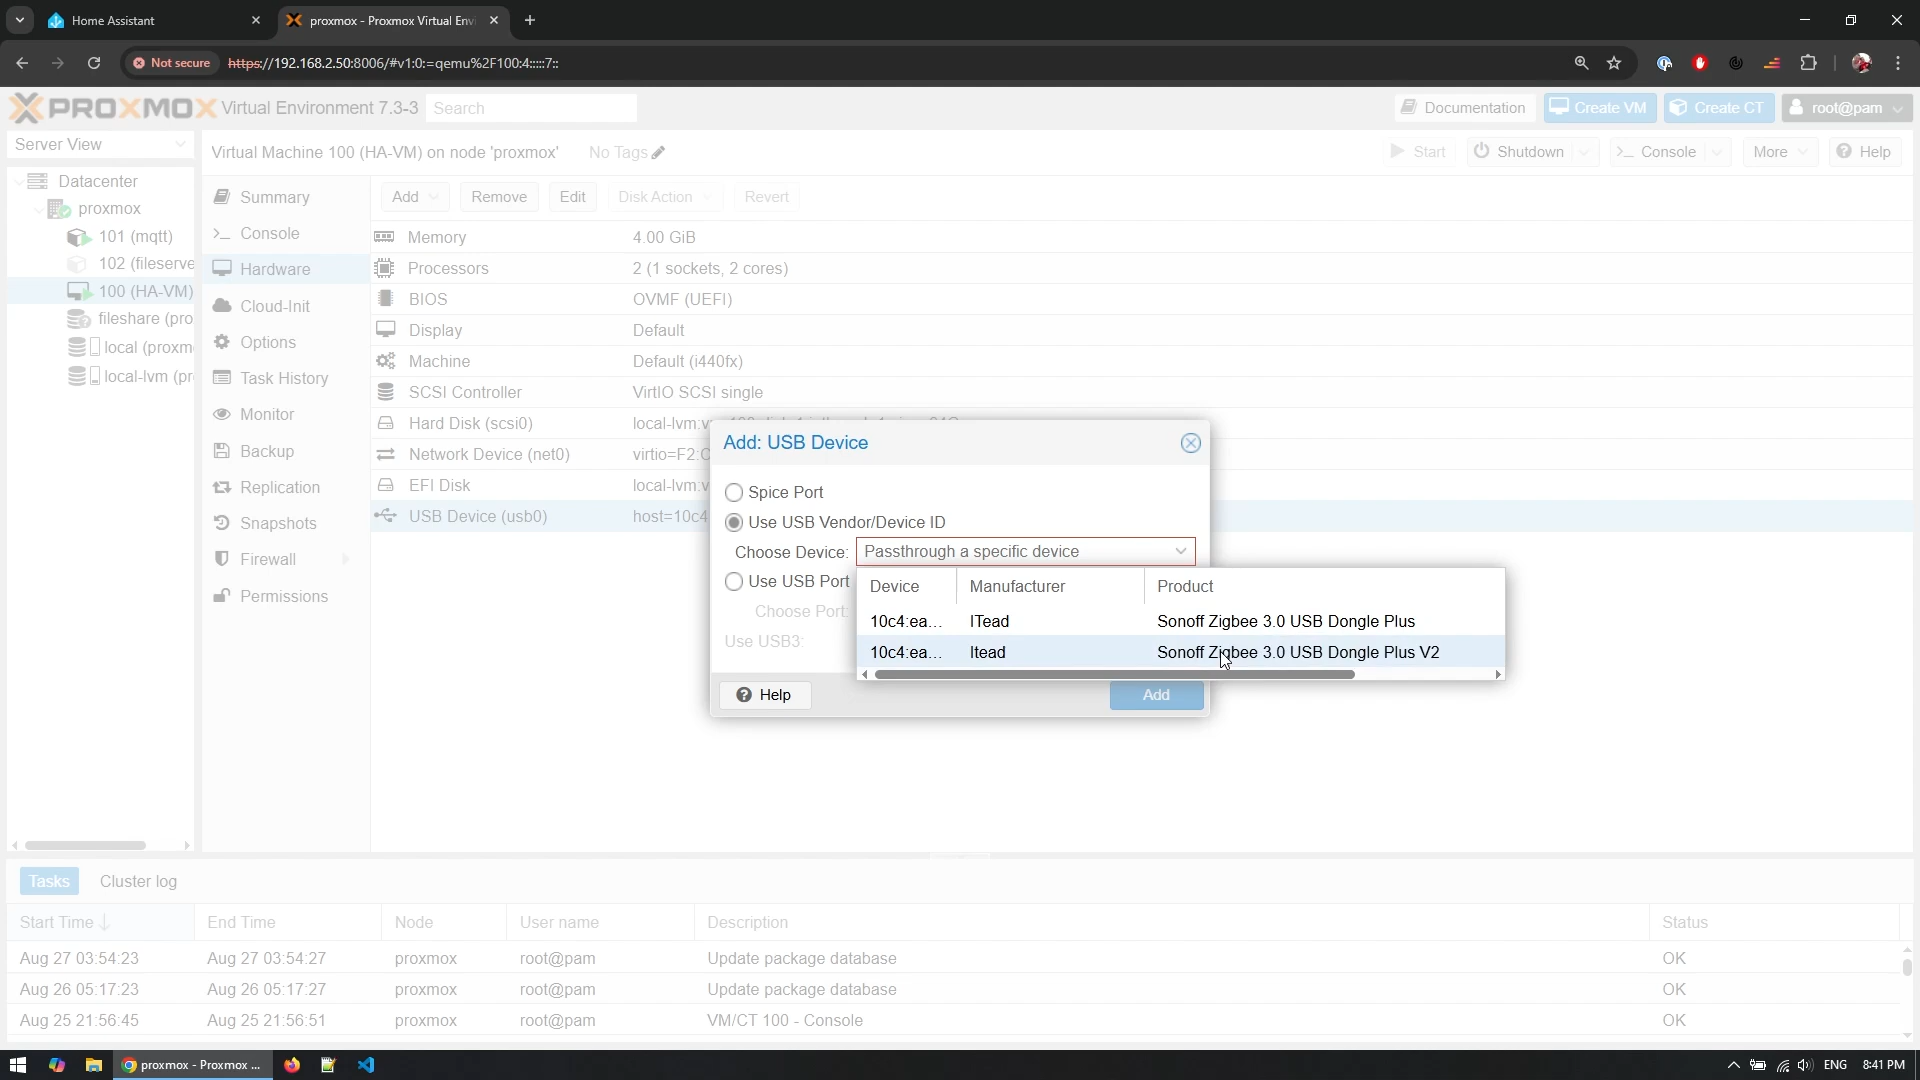 Home Assistant
proxmox - Proxmox Virtual Env
Not secure
https://192.168.2.50:8006/#v1:0:=qemu%2F100:4:::::7::
PROXMOX Virtual Environment 7.3-3
Search
Documentation
Create VM
Create CT
root@pam
Server View
Virtual Machine 100 (HA-VM) on node 'proxmox'
No Tags
Start
Shutdown
Console
More
Help
Datacenter
proxmox
101 (mqtt)
102 (fileserve
100 (HA-VM)
fileshare (pro
local (proxm
local-lvm (pr
Summary
Console
Hardware
Cloud-Init
Options
Task History
Monitor
Backup
Replication
Snapshots
Firewall
Permissions
Add
Remove
Edit
Disk Action
Revert
Memory 4.00 GiB
Processors 2 (1 sockets, 2 cores)
BIOS OVMF (UEFI)
Display Default
Machine Default (i440fx)
SCSI Controller VirtIO SCSI single
Hard Disk (scsi0) local-lvm:v
Network Device (net0) virtio=F2:C
EFI Disk local-lvm:v
USB Device (usb0) host=10c4
Add: USB Device
Spice Port
Use USB Vendor/Device ID
Choose Device: Passthrough a specific device
Use USB Port
Choose Port:
Use USB3:
Device Manufacturer Product
10c4:ea... ITead Sonoff Zigbee 3.0 USB Dongle Plus
10c4:ea... Itead Sonoff Zigbee 3.0 USB Dongle Plus V2
Help
Add
Tasks
Cluster log
Start Time End Time Node User name Description Status
Aug 27 03:54:23 Aug 27 03:54:27 proxmox root@pam Update package database OK
Aug 26 05:17:23 Aug 26 05:17:27 proxmox root@pam Update package database OK
Aug 25 21:56:45 Aug 25 21:56:51 proxmox root@pam VM/CT 100 - Console OK
proxmox - Proxmox ...
ENG
8:41 PM